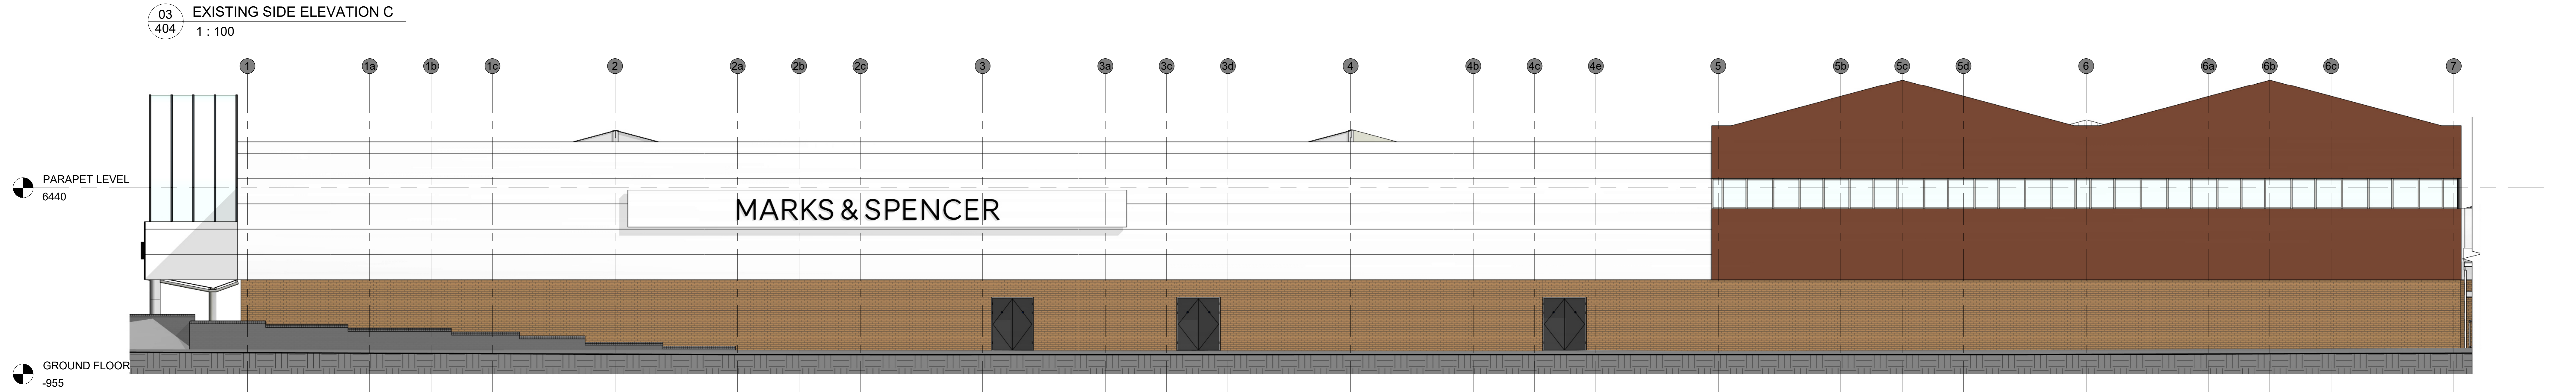 03
404
EXISTING SIDE ELEVATION C
1 : 100
1 1a 1b 1c 2 2a 2b 2c 3 3a 3c 3d 4 4b 4c 4e 5 5b 5c 5d 6 6a 6b 6c 7
PARAPET LEVEL
6440
MARKS & SPENCER
GROUND FLOOR
-955